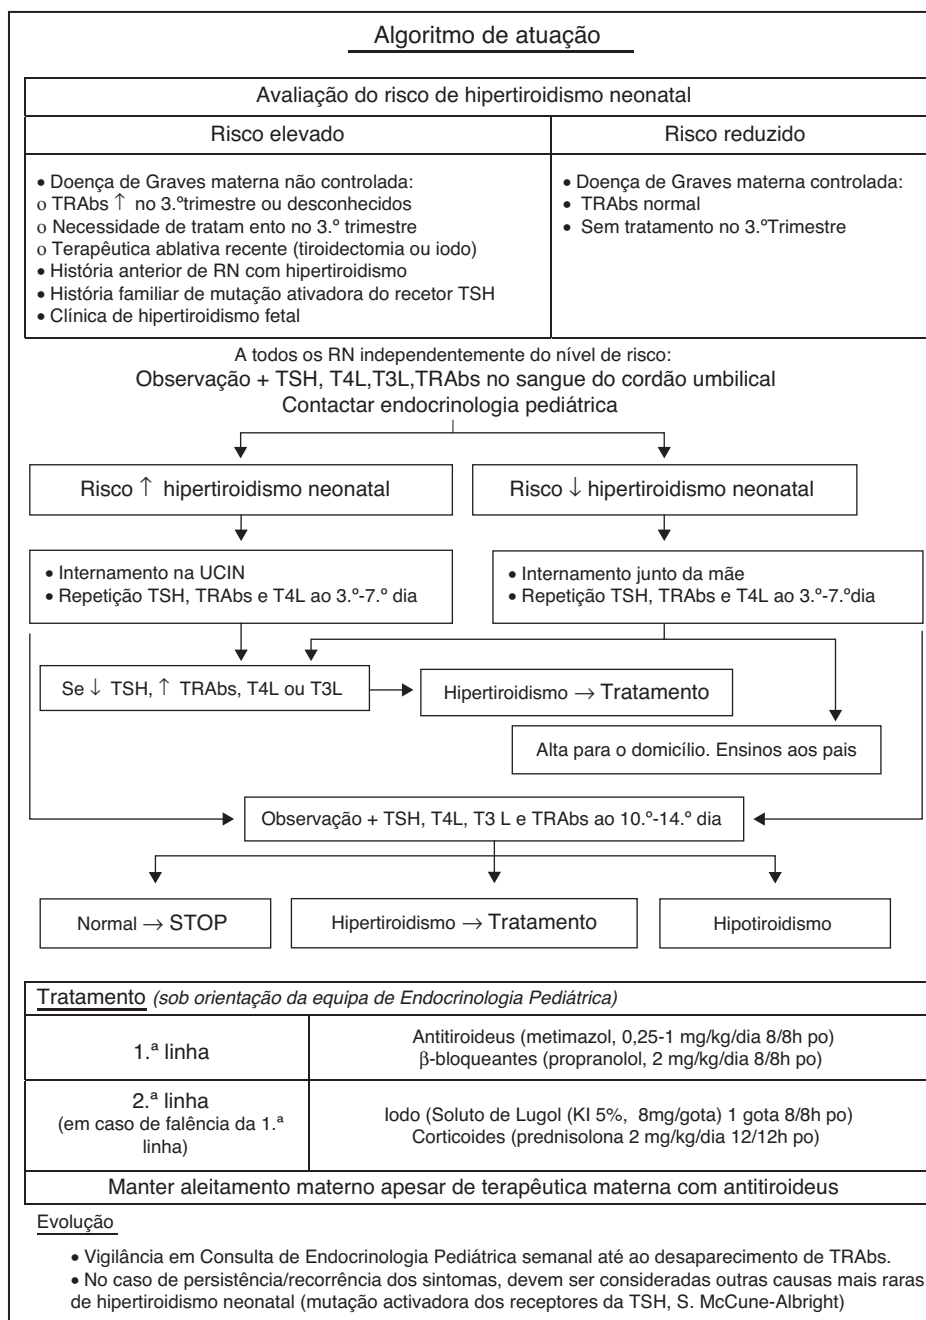 Algoritmo de atuação
Avaliação do risco de hipertiroidismo neonatal
Risco elevado
Risco reduzido
• Doença de Graves materna não controlada:
o TRAbs ↑ no 3.ºtrimestre ou desconhecidos
o Necessidade de tratam ento no 3.º trimestre
o Terapêutica ablativa recente (tiroidectomia ou iodo)
• História anterior de RN com hipertiroidismo
• História familiar de mutação ativadora do recetor TSH
• Clínica de hipertiroidismo fetal
• Doença de Graves materna controlada:
• TRAbs normal
• Sem tratamento no 3.ºTrimestre
A todos os RN independentemente do nível de risco:
Observação + TSH, T4L,T3L,TRAbs no sangue do cordão umbilical
Contactar endocrinologia pediátrica
Risco ↑ hipertiroidismo neonatal
Risco ↓ hipertiroidismo neonatal
• Internamento na UCIN
• Repetição TSH, TRAbs e T4L ao 3.º-7.º dia
• Internamento junto da mãe
• Repetição TSH, TRAbs e T4L ao 3.º-7.ºdia
Se ↓ TSH, ↑ TRAbs, T4L ou T3L
Hipertiroidismo → Tratamento
Alta para o domicílio. Ensinos aos pais
Observação + TSH, T4L, T3 L e TRAbs ao 10.º-14.º dia
Normal → STOP
Hipertiroidismo → Tratamento
Hipotiroidismo
Tratamento (sob orientação da equipa de Endocrinologia Pediátrica)
1.ª linha
Antitiroideus (metimazol, 0,25-1 mg/kg/dia 8/8h po)
β-bloqueantes (propranolol, 2 mg/kg/dia 8/8h po)
2.ª linha
(em caso de falência da 1.ª
linha)
Iodo (Soluto de Lugol (KI 5%, 8mg/gota) 1 gota 8/8h po)
Corticoides (prednisolona 2 mg/kg/dia 12/12h po)
Manter aleitamento materno apesar de terapêutica materna com antitiroideus
Evolução
• Vigilância em Consulta de Endocrinologia Pediátrica semanal até ao desaparecimento de TRAbs.
• No caso de persistência/recorrência dos sintomas, devem ser consideradas outras causas mais raras
de hipertiroidismo neonatal (mutação activadora dos receptores da TSH, S. McCune-Albright)